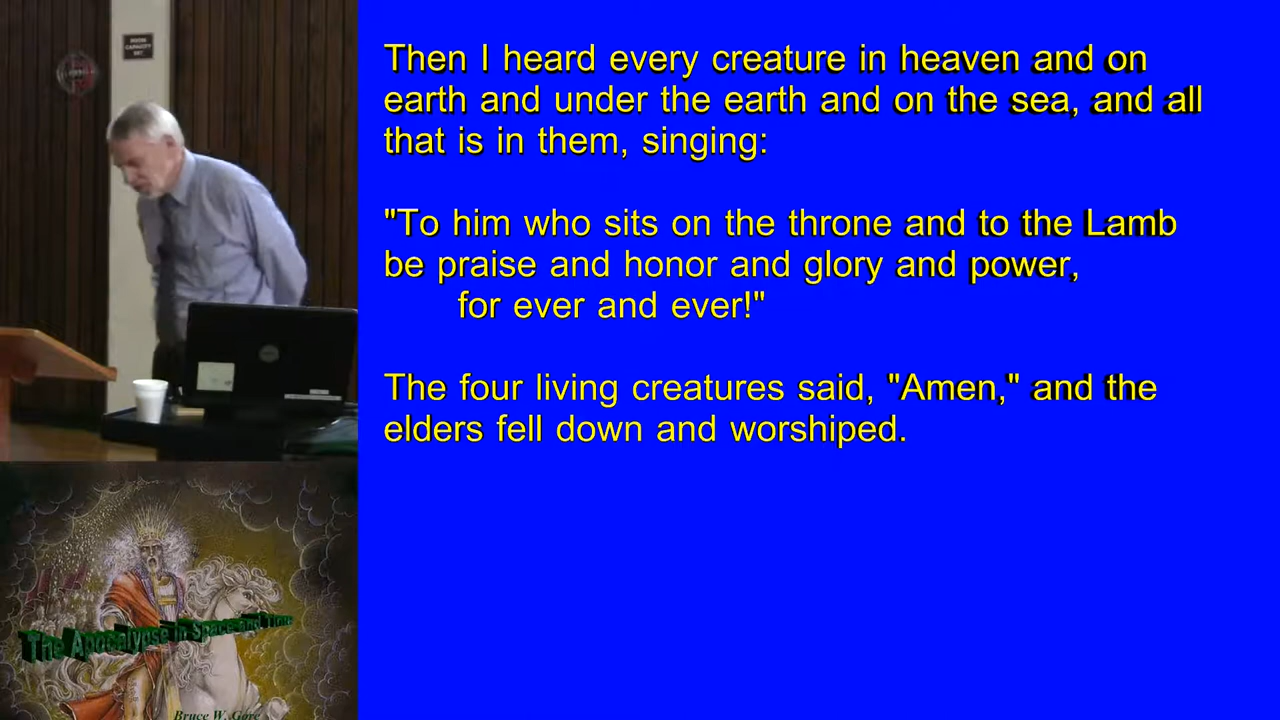 Then I heard every creature in heaven and on
earth and under the earth and on the sea, and all
that is in them, singing:
"To him who sits on the throne and to the Lamb
be praise and honor and glory and power,
for ever and ever!"
The four living creatures said, "Amen," and the
elders fell down and worshiped.
The Apocalypse in Space and Time
Bruce W. Gore